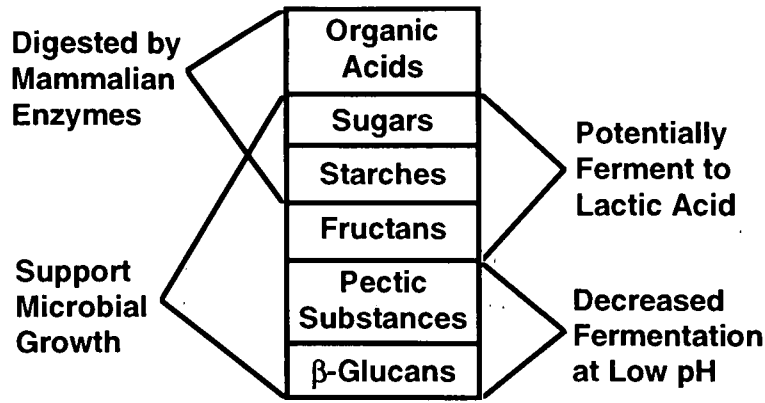 Digested by
Mammalian
Enzymes
Support
Microbial
Growth
Organic
Acids
Sugars
Starches
Fructans
Pectic
Substances
β-Glucans
Potentially
Ferment to
Lactic Acid
Decreased
Fermentation
at Low pH